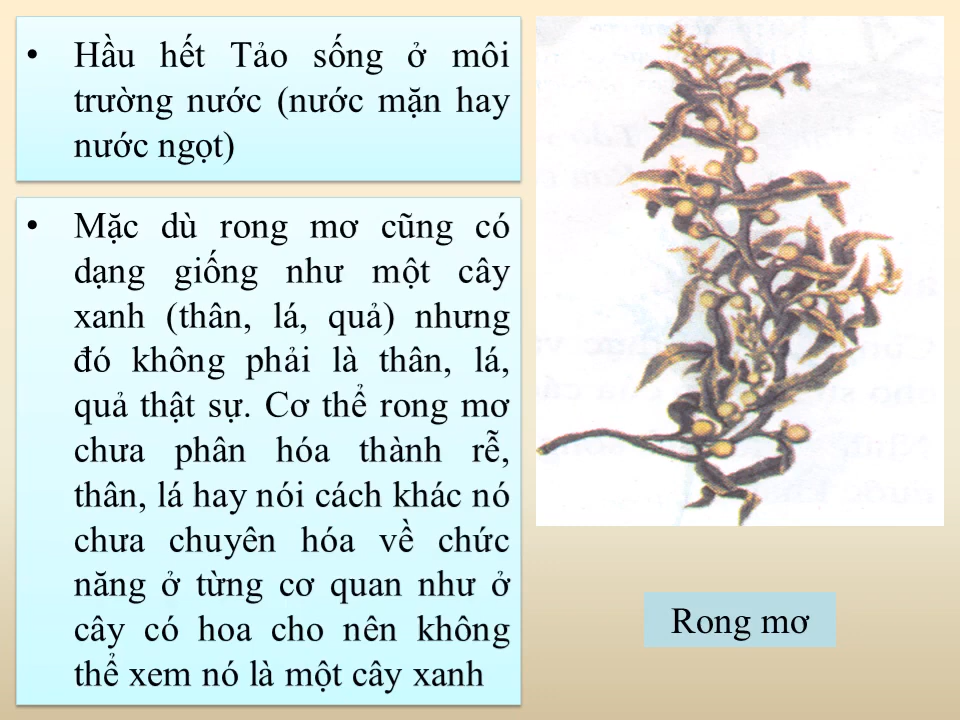 • Hầu hết Tảo sống ở môi
trường nước (nước mặn hay
nước ngọt)
• Mặc dù rong mơ cũng có
dạng giống như một cây
xanh (thân, lá, quả) nhưng
đó không phải là thân, lá,
quả thật sự. Cơ thể rong mơ
chưa phân hóa thành rễ,
thân, lá hay nói cách khác nó
chưa chuyên hóa về chức
năng ở từng cơ quan như ở
cây có hoa cho nên không
thể xem nó là một cây xanh
Rong mơ